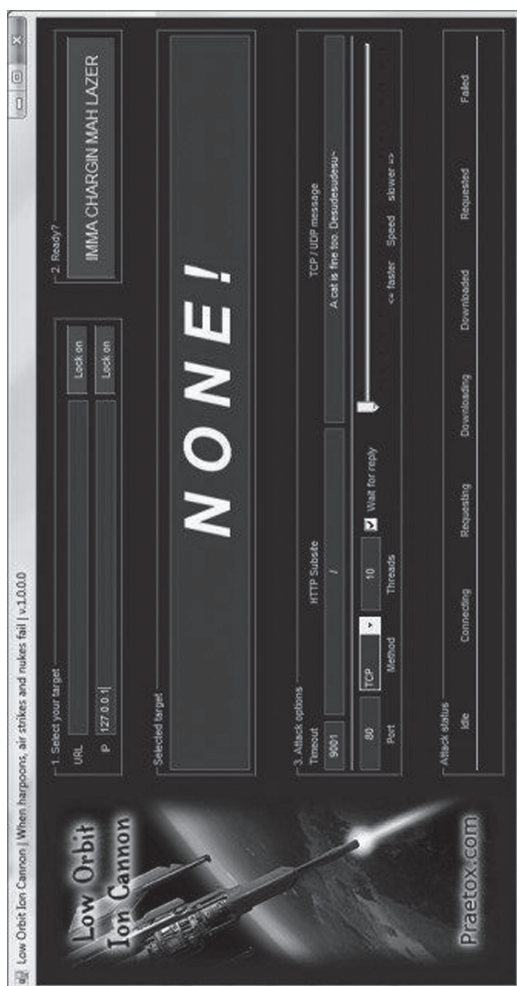 Low Orbit Ion Cannon | When harpoons, air strikes and nukes fail | v.1.0.0.0
Low Orbit
Ion Cannon
Praetox.com
1. Select your target
URL
Lock on
IP
127.0.0.1
Lock on
2. Ready?
IMMA CHARGIN MAH LAZER
Selected target
NONE!
3. Attack options
Timeout
HTTP Subsite
TCP / UDP message
9001
/
A cat is fine too. Desudesudesu~
80
TCP
10
Wait for reply
Port
Method
Threads
<= faster Speed slower =>
Attack status
Idle
Connecting
Requesting
Downloading
Downloaded
Requested
Failed